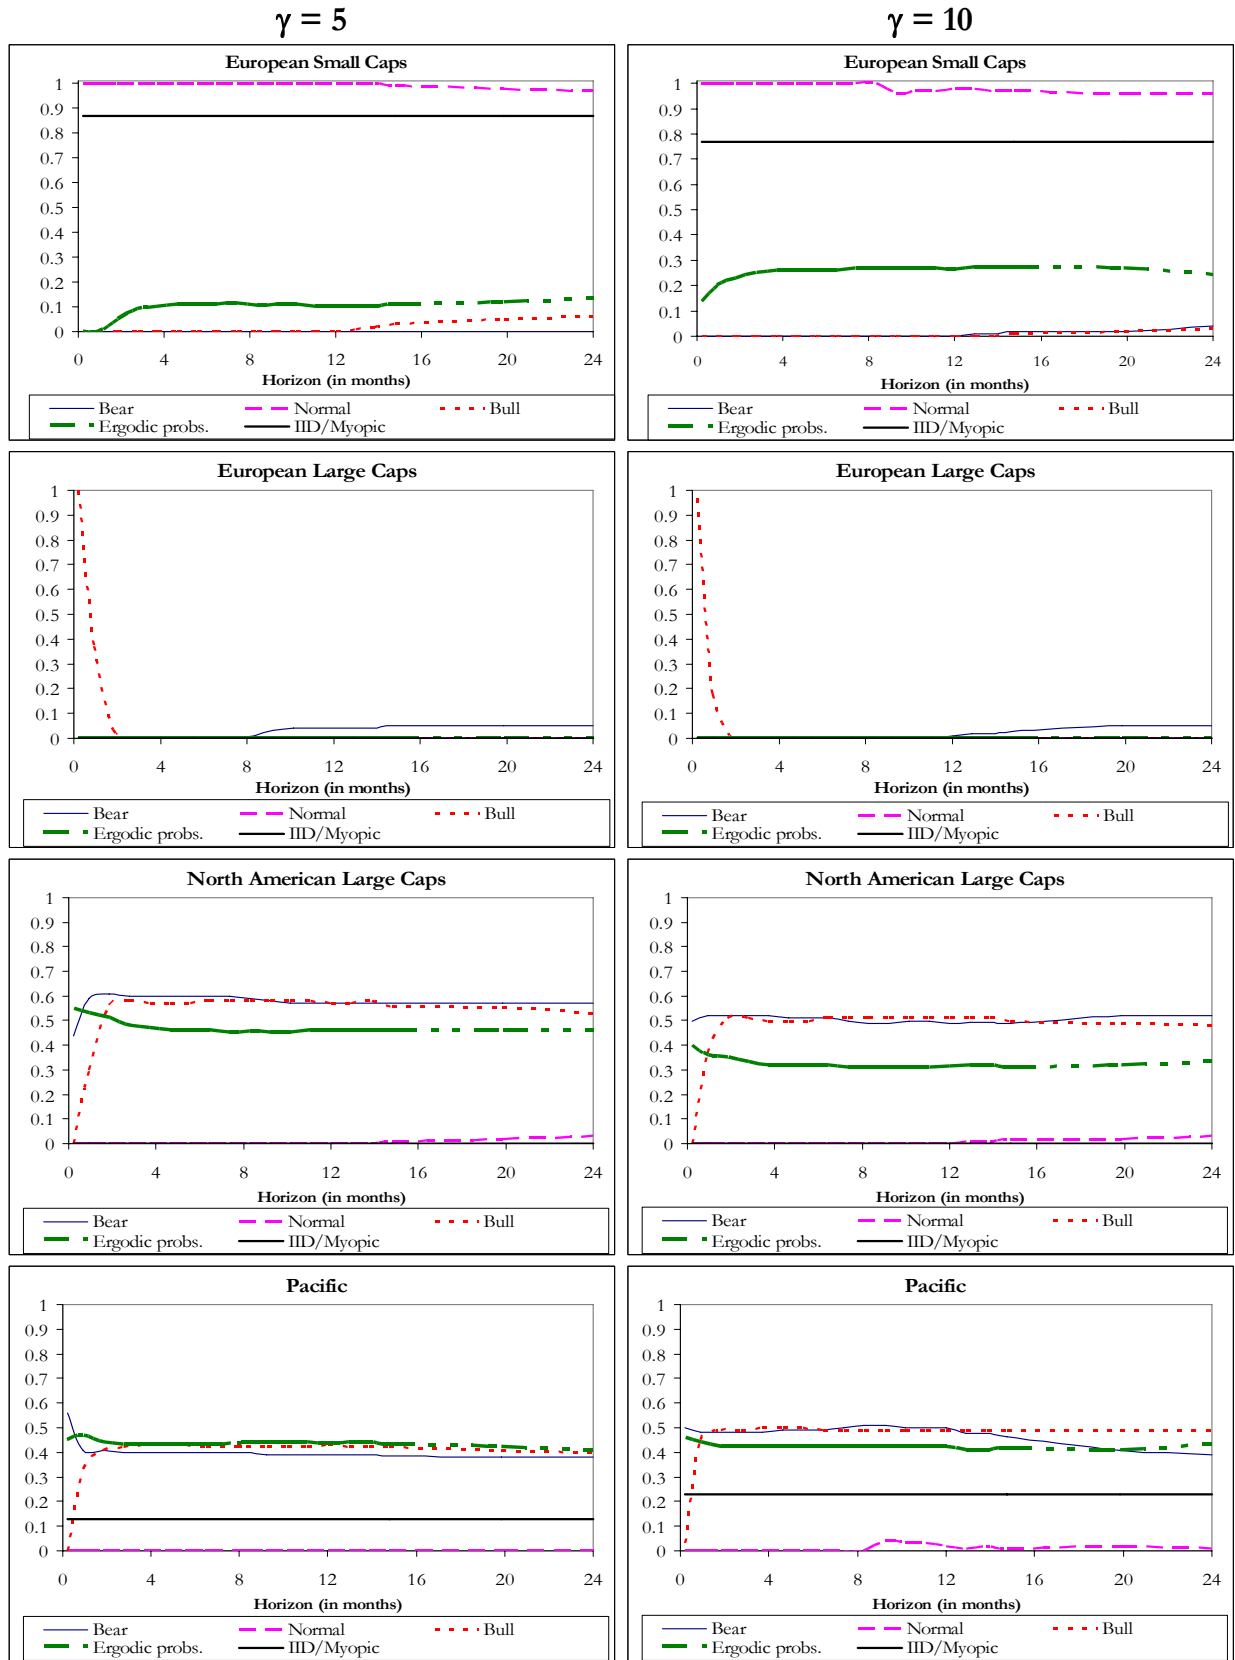 γ = 5
γ = 10
European Small Caps
1
0.9
0.8
0.7
0.6
0.5
0.4
0.3
0.2
0.1
0
0 4 8 12 16 20 24
Horizon (in months)
Bear Normal Bull
Ergodic probs. IID/Myopic
European Small Caps
1
0.9
0.8
0.7
0.6
0.5
0.4
0.3
0.2
0.1
0
0 4 8 12 16 20 24
Horizon (in months)
Bear Normal Bull
Ergodic probs. IID/Myopic
European Large Caps
1
0.9
0.8
0.7
0.6
0.5
0.4
0.3
0.2
0.1
0
0 4 8 12 16 20 24
Horizon (in months)
Bear Normal Bull
Ergodic probs. IID/Myopic
European Large Caps
1
0.9
0.8
0.7
0.6
0.5
0.4
0.3
0.2
0.1
0
0 4 8 12 16 20 24
Horizon (in months)
Bear Normal Bull
Ergodic probs. IID/Myopic
North American Large Caps
1
0.9
0.8
0.7
0.6
0.5
0.4
0.3
0.2
0.1
0
0 4 8 12 16 20 24
Horizon (in months)
Bear Normal Bull
Ergodic probs. IID/Myopic
North American Large Caps
1
0.9
0.8
0.7
0.6
0.5
0.4
0.3
0.2
0.1
0
0 4 8 12 16 20 24
Horizon (in months)
Bear Normal Bull
Ergodic probs. IID/Myopic
Pacific
1
0.9
0.8
0.7
0.6
0.5
0.4
0.3
0.2
0.1
0
0 4 8 12 16 20 24
Horizon (in months)
Bear Normal Bull
Ergodic probs. IID/Myopic
Pacific
1
0.9
0.8
0.7
0.6
0.5
0.4
0.3
0.2
0.1
0
0 4 8 12 16 20 24
Horizon (in months)
Bear Normal Bull
Ergodic probs. IID/Myopic